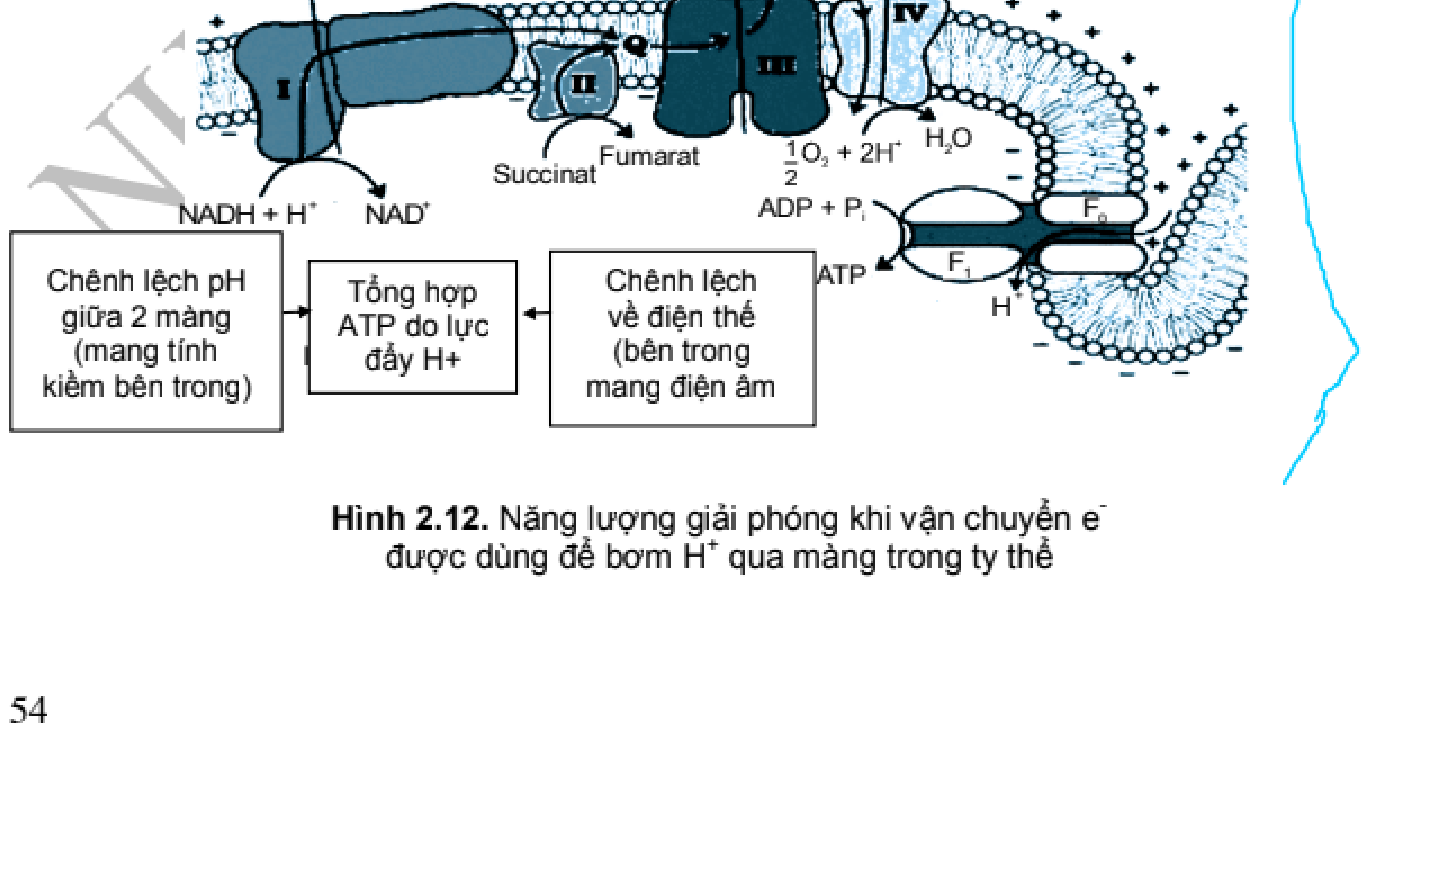 IV
Q
I
II
III
H₂O
½O₂ + 2H⁺
Fumarat
Succinat
NADH + H⁺
NAD⁺
ADP + Pᵢ
F₀
F₁
ATP
H⁺
Chênh lệch pH
giữa 2 màng
(mang tính
kiềm bên trong)
Tổng hợp
ATP do lực
đẩy H+
Chênh lệch
về điện thế
(bên trong
mang điện âm
Hình 2.12. Năng lượng giải phóng khi vận chuyển e⁻
được dùng để bơm H⁺ qua màng trong ty thể
54